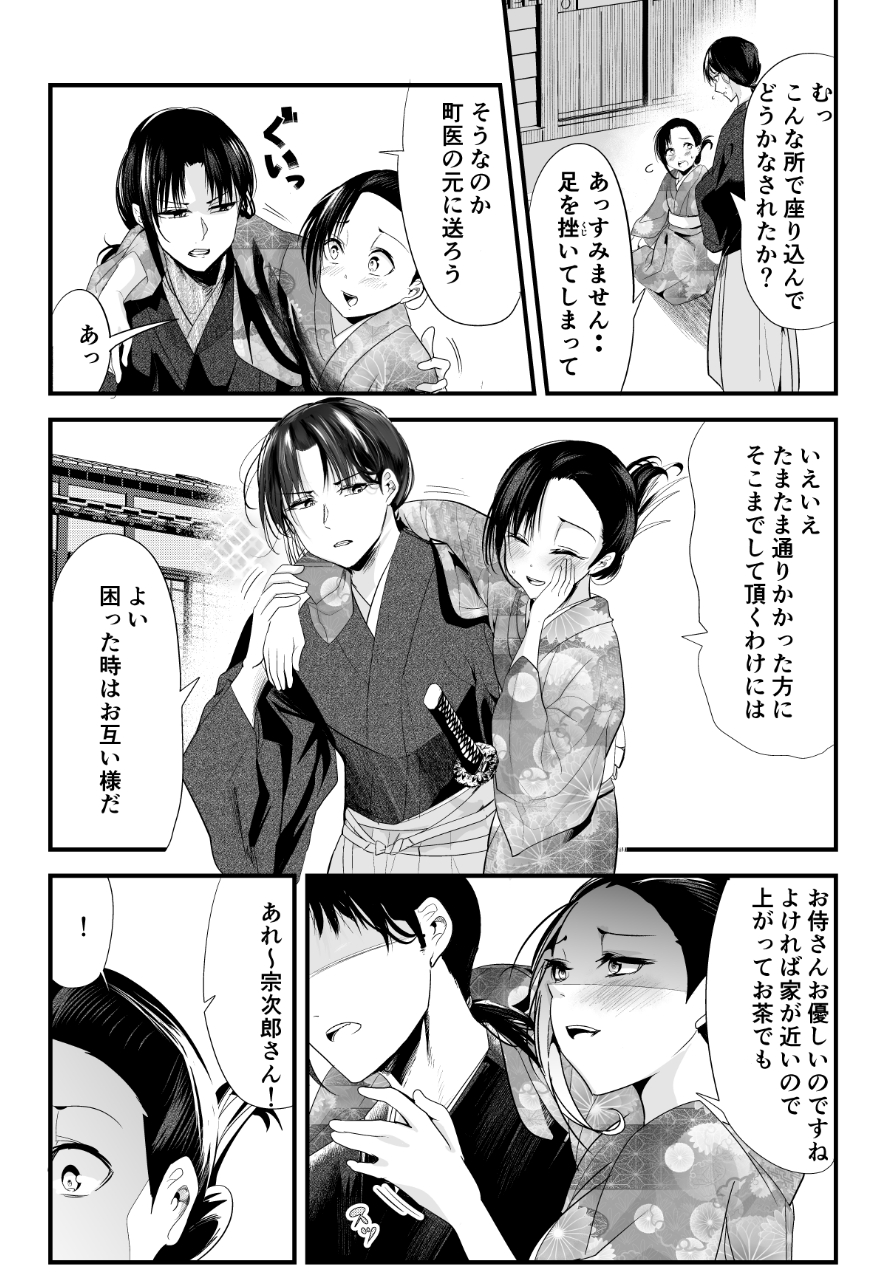 むっ
こんな所で座り込んで
どうかなされたか？
あっすみません・・
足を挫いてしまって
くじ
そうなのか
町医の元に送ろう
ぐいっ
あっ
いえいえ
たまたま通りかかった方に
そこまでして頂くわけには
よい
困った時はお互い様だ
お侍さんお優しいのですね
よければ家が近いので
上がってお茶でも
あれ～宗次郎さん！
！